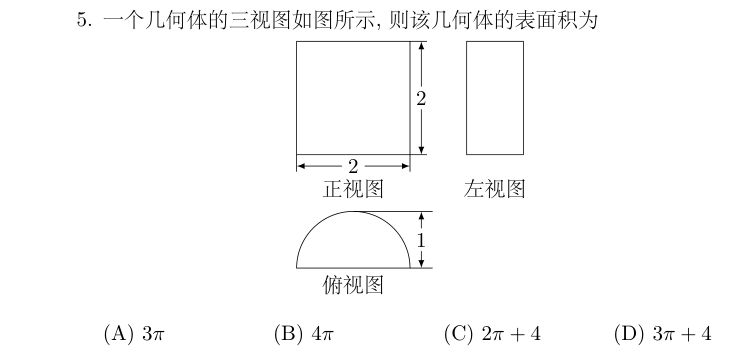 5. 一个几何体的三视图如图所示, 则该几何体的表面积为
2
2
正视图 左视图
1
俯视图
(A) 3π (B) 4π (C) 2π + 4 (D) 3π + 4